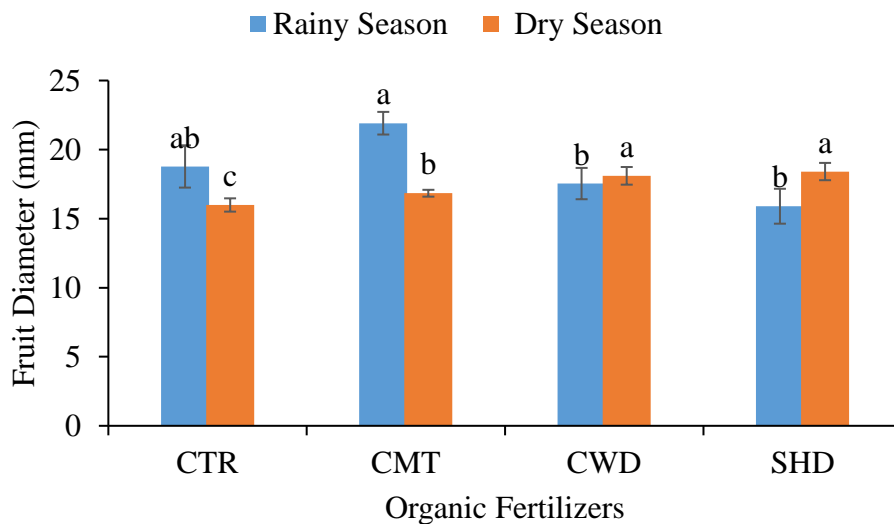 Rainy Season Dry Season
Fruit Diameter (mm)
25
20
15
10
5
0
ab
c
a
b
b
a
b
a
CTR CMT CWD SHD
Organic Fertilizers